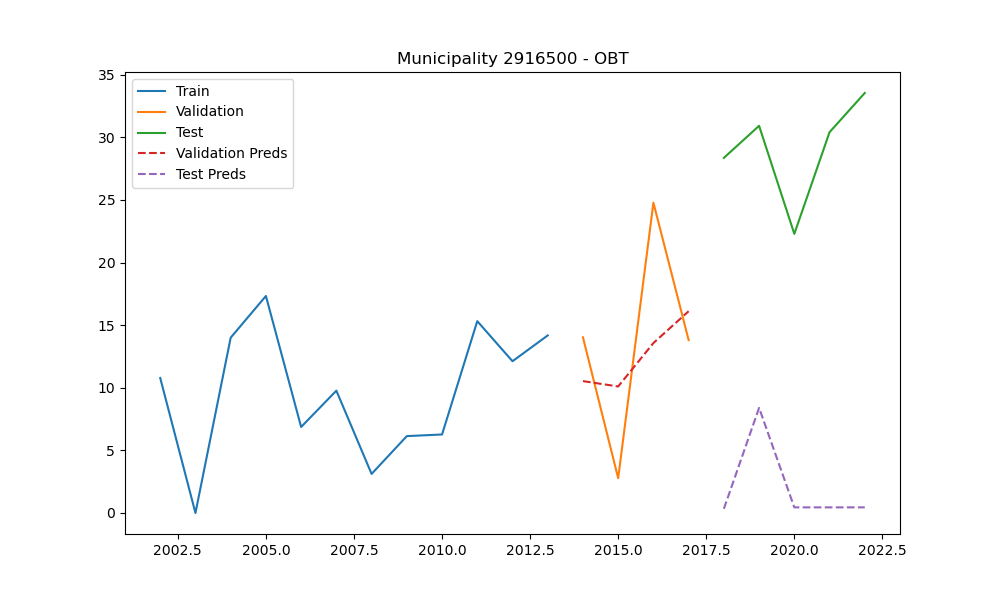 Municipality 2916500 - OBT
35
30
25
20
15
10
5
0
Train
Validation
Test
Validation Preds
Test Preds
2002.5 2005.0 2007.5 2010.0 2012.5 2015.0 2017.5 2020.0 2022.5